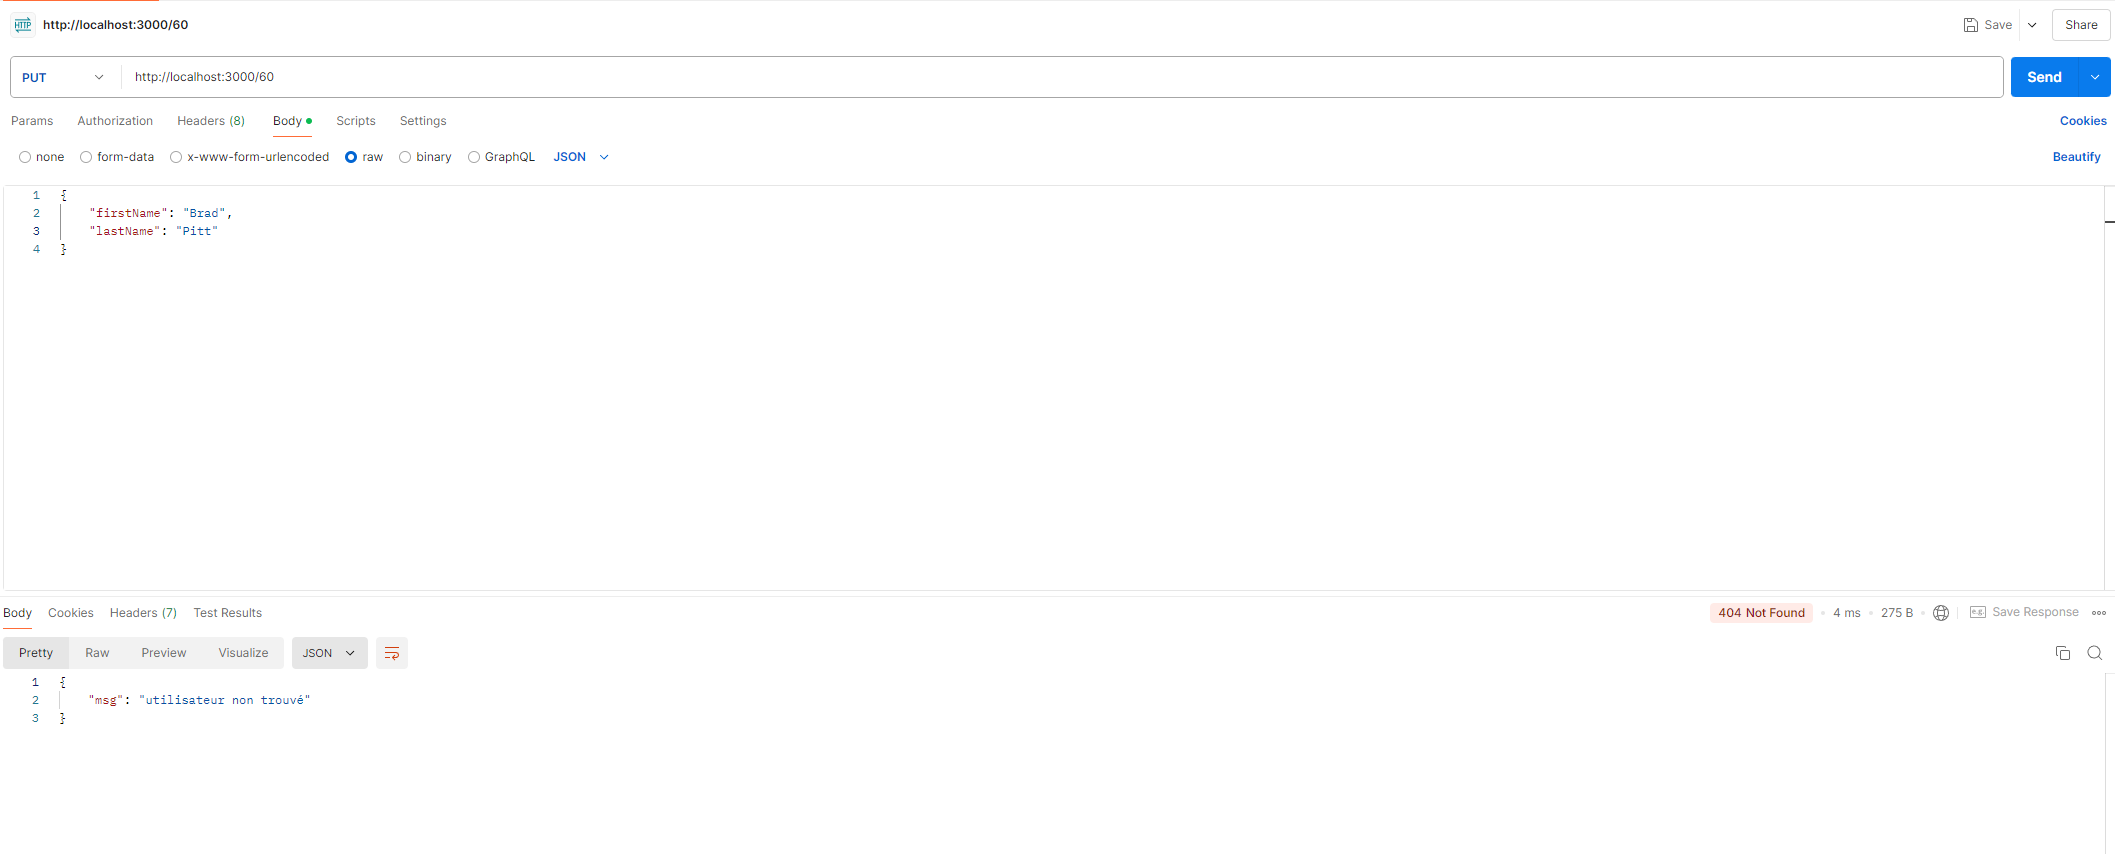 HTTP http://localhost:3000/60 Save Share
PUT http://localhost:3000/60 Send
Params Authorization Headers (8) Body Scripts Settings Cookies
none form-data x-www-form-urlencoded raw binary GraphQL JSON Beautify
1 {
2 "firstName": "Brad",
3 "lastName": "Pitt"
4 }
Body Cookies Headers (7) Test Results 404 Not Found 4 ms 275 B e.g. Save Response
Pretty Raw Preview Visualize JSON
1 {
2 "msg": "utilisateur non trouvé"
3 }